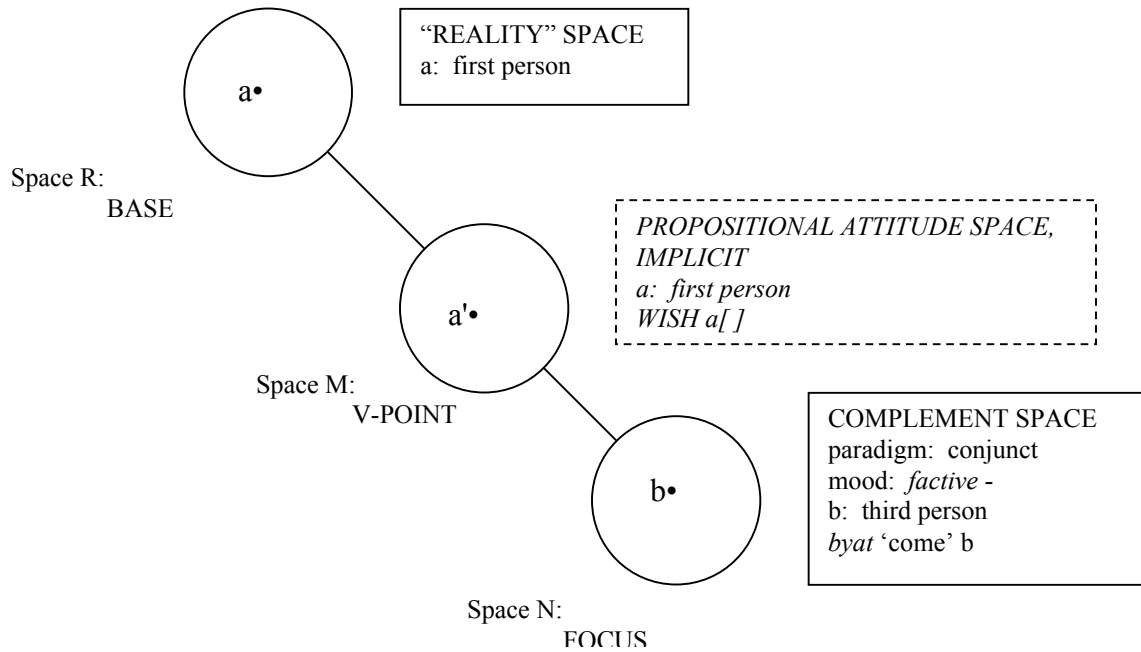 “REALITY” SPACE
a:  first person
a•
Space R:
BASE
PROPOSITIONAL ATTITUDE SPACE,
IMPLICIT
a:  first person
WISH a[ ]
a'•
Space M:
V-POINT
COMPLEMENT SPACE
paradigm:  conjunct
mood:  factive -
b:  third person
byat ‘come’ b
b•
Space N:
FOCUS